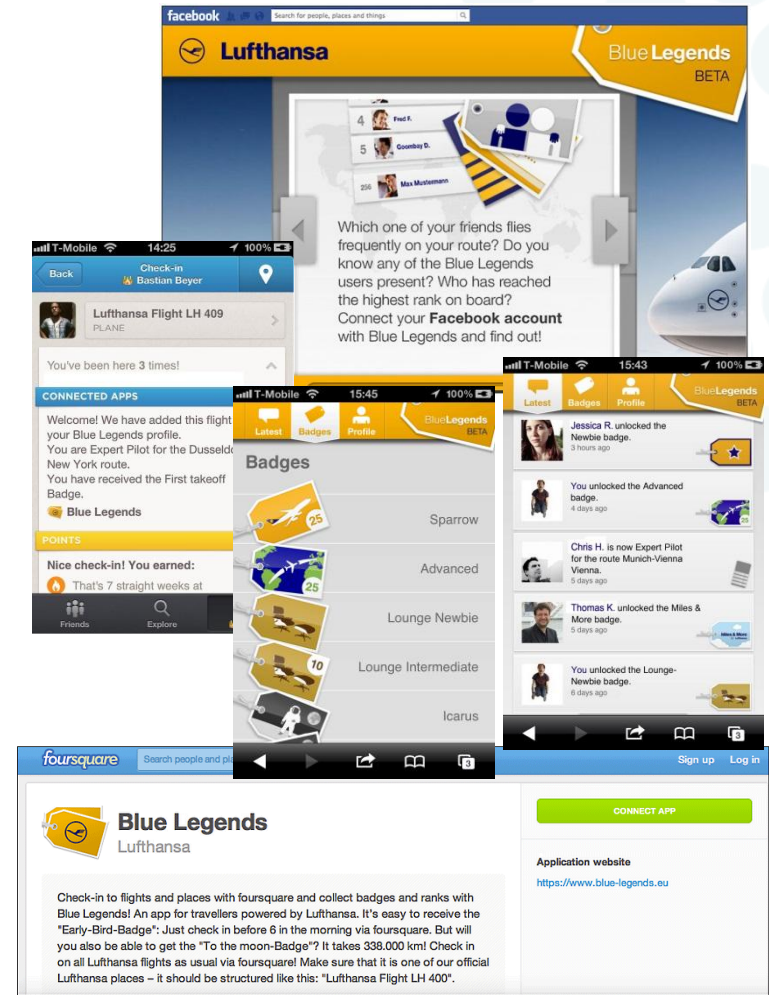 facebook
Search for people, places and things
Lufthansa
Blue Legends
BETA
4 Fred F.
5 Goombay D.
256 Max Mustermann
Which one of your friends flies
frequently on your route? Do you
know any of the Blue Legends
users present? Who has reached
the highest rank on board?
Connect your Facebook account
with Blue Legends and find out!
T-Mobile 14:25 100%
Back
Check-in
Bastian Beyer
Lufthansa Flight LH 409
PLANE
You've been here 3 times!
CONNECTED APPS
Welcome! We have added this flight
your Blue Legends profile.
You are Expert Pilot for the Dusseldo
New York route.
You have received the First takeoff
Badge.
Blue Legends
POINTS
Nice check-in! You earned:
That's 7 straight weeks at
Friends Explore
T-Mobile 15:45 100%
Latest Badges Profile
BlueLegends
BETA
Badges
25 Sparrow
25 Advanced
Lounge Newbie
10 Lounge Intermediate
Icarus
3
T-Mobile 15:43 100%
Latest Badges Profile
BlueLegends
BETA
Jessica R. unlocked the
Newbie badge.
3 hours ago
You unlocked the Advanced
badge.
4 days ago
25
Chris H. is now Expert Pilot
for the route Munich-Vienna
Vienna.
5 days ago
Thomas K. unlocked the Miles &
More badge.
5 days ago
Miles & More
You unlocked the Lounge-
Newbie badge.
6 days ago
3
foursquare
Search people and pla
Sign up Log in
Blue Legends
Lufthansa
CONNECT APP
Application website
https://www.blue-legends.eu
Check-in to flights and places with foursquare and collect badges and ranks with
Blue Legends! An app for travellers powered by Lufthansa. It's easy to receive the
"Early-Bird-Badge": Just check in before 6 in the morning via foursquare. But will
you also be able to get the "To the moon-Badge"? It takes 338.000 km! Check in
on all Lufthansa flights as usual via foursquare! Make sure that it is one of our official
Lufthansa places – it should be structured like this: "Lufthansa Flight LH 400".